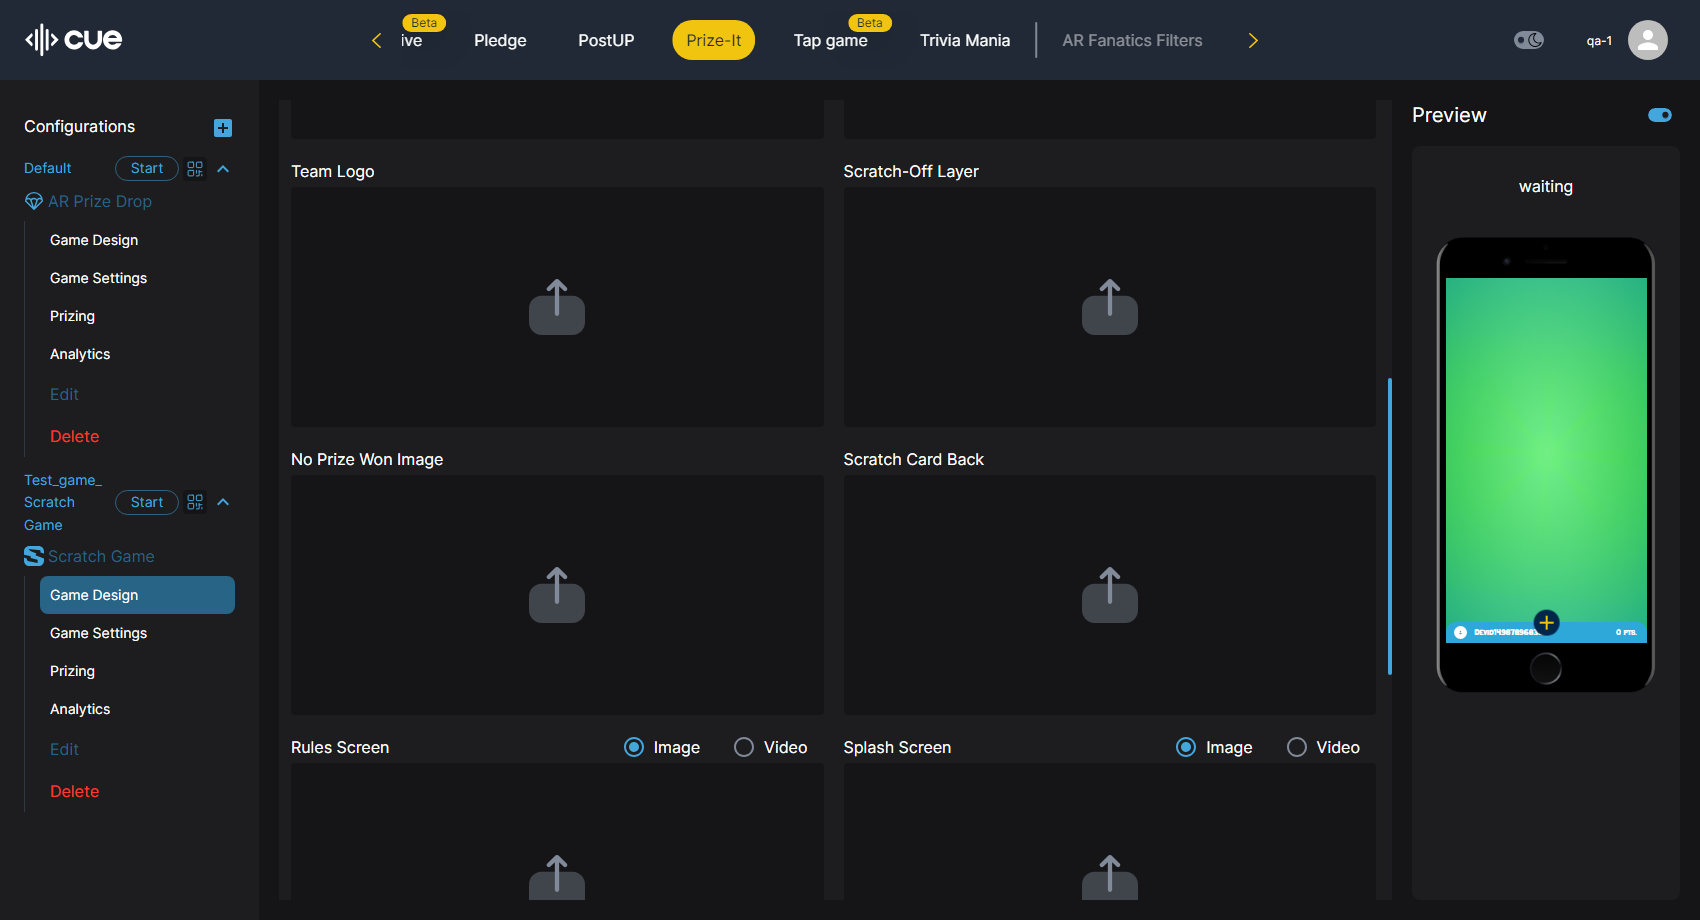 cue
Beta
ive
Pledge
PostUP
Prize-It
Beta
Tap game
Trivia Mania
AR Fanatics Filters
qa-1
Configurations
Default
Start
AR Prize Drop
Game Design
Game Settings
Prizing
Analytics
Edit
Delete
Test_game_
Scratch
Game
Start
Scratch Game
Game Design
Game Settings
Prizing
Analytics
Edit
Delete
Team Logo
Scratch-Off Layer
No Prize Won Image
Scratch Card Back
Rules Screen
Image
Video
Splash Screen
Image
Video
Preview
waiting
0 PTS.